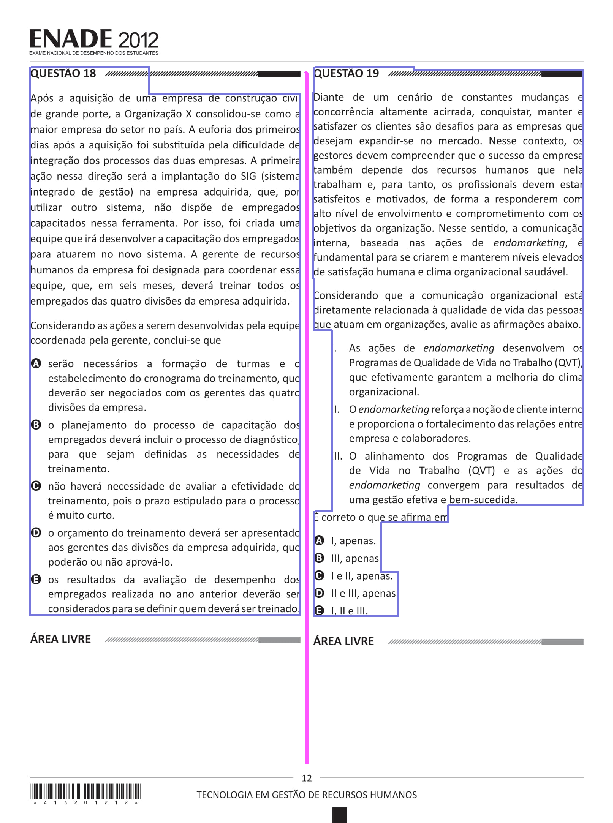 ENADE 2012
EXAME NACIONAL DE DESEMPENHO DOS ESTUDANTES
QUESTÃO 18
Após a aquisição de uma empresa de construção civil
de grande porte, a Organização X consolidou-se como a
maior empresa do setor no país. A euforia dos primeiros
dias após a aquisição foi substituída pela dificuldade de
integração dos processos das duas empresas. A primeira
ação nessa direção será a implantação do SIG (sistema
integrado de gestão) na empresa adquirida, que, por
utilizar outro sistema, não dispõe de empregados
capacitados nessa ferramenta. Por isso, foi criada uma
equipe que irá desenvolver a capacitação dos empregados
para atuarem no novo sistema. A gerente de recursos
humanos da empresa foi designada para coordenar essa
equipe, que, em seis meses, deverá treinar todos os
empregados das quatro divisões da empresa adquirida.
Considerando as ações a serem desenvolvidas pela equipe
coordenada pela gerente, conclui-se que
A serão necessários a formação de turmas e o
estabelecimento do cronograma do treinamento, que
deverão ser negociados com os gerentes das quatro
divisões da empresa.
B o planejamento do processo de capacitação dos
empregados deverá incluir o processo de diagnóstico,
para que sejam definidas as necessidades de
treinamento.
C não haverá necessidade de avaliar a efetividade do
treinamento, pois o prazo estipulado para o processo
é muito curto.
D o orçamento do treinamento deverá ser apresentado
aos gerentes das divisões da empresa adquirida, que
poderão ou não aprová-lo.
E os resultados da avaliação de desempenho dos
empregados realizada no ano anterior deverão ser
considerados para se definir quem deverá ser treinado.
ÁREA LIVRE
QUESTÃO 19
Diante de um cenário de constantes mudanças e
concorrência altamente acirrada, conquistar, manter e
satisfazer os clientes são desafios para as empresas que
desejam expandir-se no mercado. Nesse contexto, os
gestores devem compreender que o sucesso da empresa
também depende dos recursos humanos que nela
trabalham e, para tanto, os profissionais devem estar
satisfeitos e motivados, de forma a responderem com
alto nível de envolvimento e comprometimento com os
objetivos da organização. Nesse sentido, a comunicação
interna, baseada nas ações de endomarketing, é
fundamental para se criarem e manterem níveis elevados
de satisfação humana e clima organizacional saudável.
Considerando que a comunicação organizacional está
diretamente relacionada à qualidade de vida das pessoas
que atuam em organizações, avalie as afirmações abaixo.
I. As ações de endomarketing desenvolvem os
Programas de Qualidade de Vida no Trabalho (QVT),
que efetivamente garantem a melhoria do clima
organizacional.
II. O endomarketing reforça a noção de cliente interno
e proporciona o fortalecimento das relações entre
empresa e colaboradores.
III. O alinhamento dos Programas de Qualidade
de Vida no Trabalho (QVT) e as ações do
endomarketing convergem para resultados de
uma gestão efetiva e bem-sucedida.
É correto o que se afirma em
A I, apenas.
B III, apenas.
C I e II, apenas.
D II e III, apenas.
E I, II e III.
ÁREA LIVRE
12
TECNOLOGIA EM GESTÃO DE RECURSOS HUMANOS